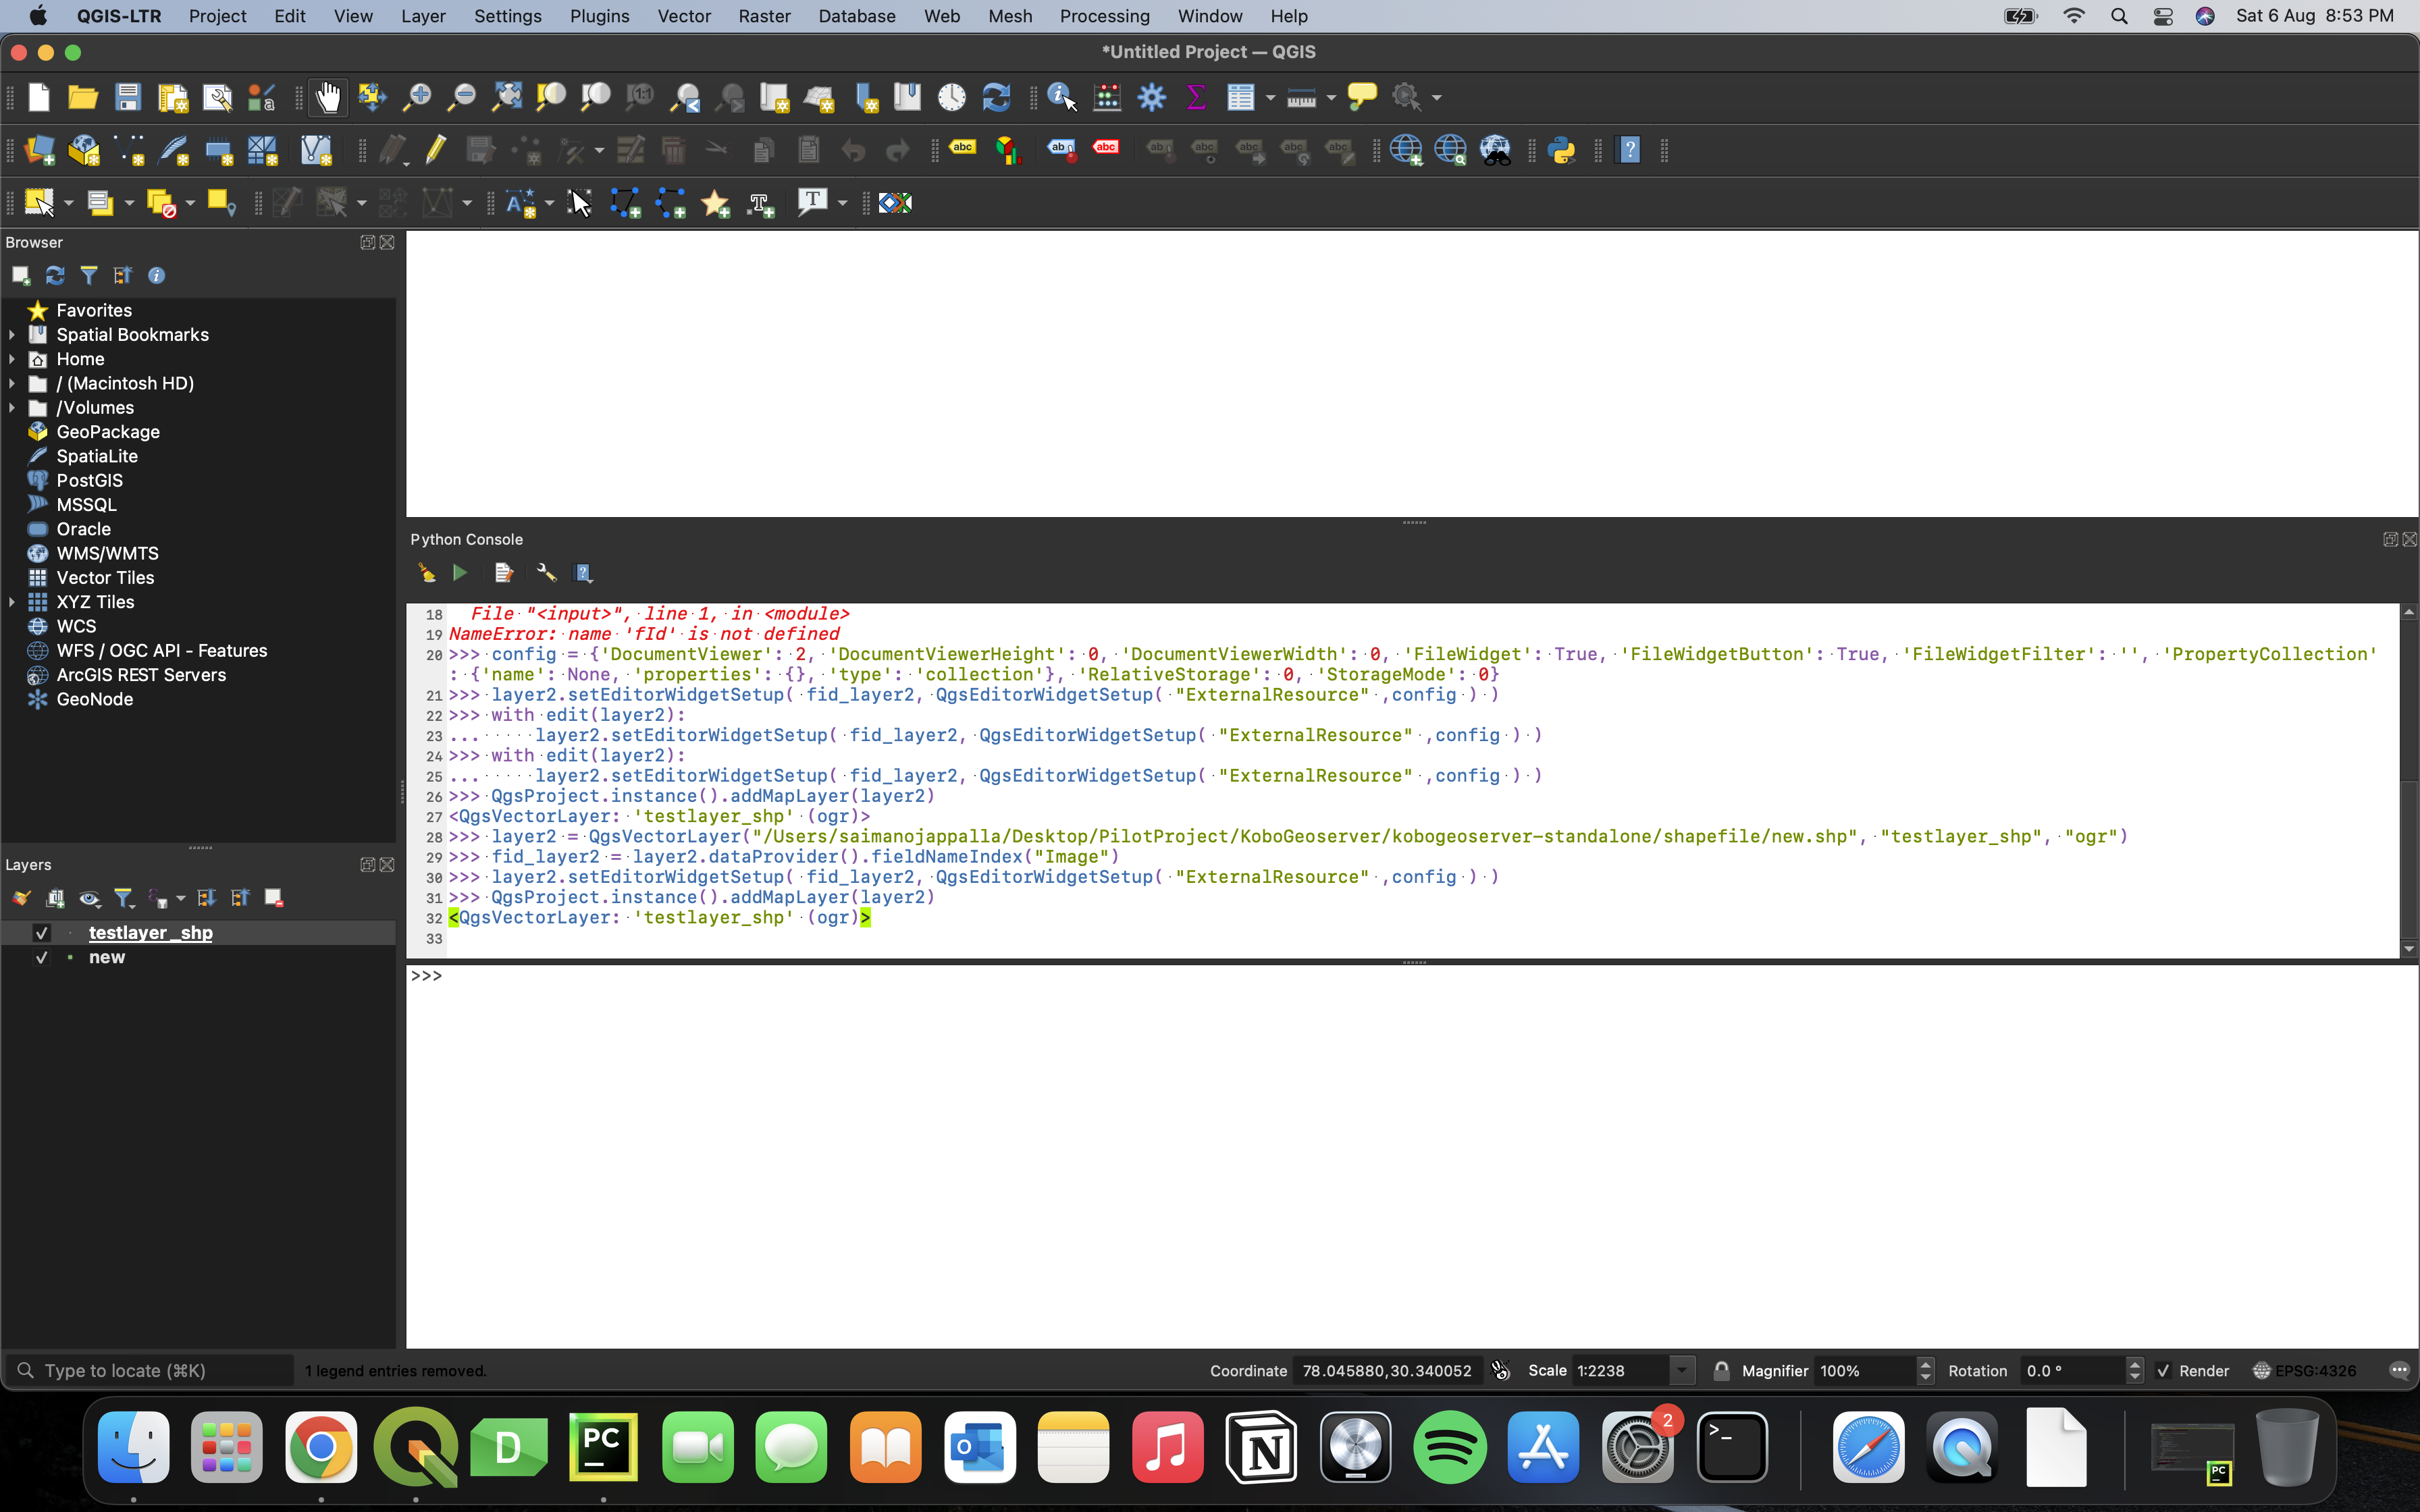 QGIS-LTR Project Edit View Layer Settings Plugins Vector Raster Database Web Mesh Processing Window Help Sat 6 Aug 8:53 PM
*Untitled Project — QGIS
Browser
Favorites
Spatial Bookmarks
Home
/ (Macintosh HD)
/Volumes
GeoPackage
SpatiaLite
PostGIS
MSSQL
Oracle
WMS/WMTS
Vector Tiles
XYZ Tiles
WCS
WFS / OGC API - Features
ArcGIS REST Servers
GeoNode
Layers
testlayer_shp
new
Python Console
18 File "<input>", line 1, in <module>
19 NameError: name 'fId' is not defined
20 >>> config = {'DocumentViewer': 2, 'DocumentViewerHeight': 0, 'DocumentViewerWidth': 0, 'FileWidget': True, 'FileWidgetButton': True, 'FileWidgetFilter': '', 'PropertyCollection'
: {'name': None, 'properties': {}, 'type': 'collection'}, 'RelativeStorage': 0, 'StorageMode': 0}
21 >>> layer2.setEditorWidgetSetup( fid_layer2, QgsEditorWidgetSetup( "ExternalResource" ,config ) )
22 >>> with edit(layer2):
23 ... layer2.setEditorWidgetSetup( fid_layer2, QgsEditorWidgetSetup( "ExternalResource" ,config ) )
24 >>> with edit(layer2):
25 ... layer2.setEditorWidgetSetup( fid_layer2, QgsEditorWidgetSetup( "ExternalResource" ,config ) )
26 >>> QgsProject.instance().addMapLayer(layer2)
27 <QgsVectorLayer: 'testlayer_shp' (ogr)>
28 >>> layer2 = QgsVectorLayer("/Users/saimanojappalla/Desktop/PilotProject/KoboGeoserver/kobogeoserver-standalone/shapefile/new.shp", "testlayer_shp", "ogr")
29 >>> fid_layer2 = layer2.dataProvider().fieldNameIndex("Image")
30 >>> layer2.setEditorWidgetSetup( fid_layer2, QgsEditorWidgetSetup( "ExternalResource" ,config ) )
31 >>> QgsProject.instance().addMapLayer(layer2)
32 <QgsVectorLayer: 'testlayer_shp' (ogr)>
33
>>>
Type to locate (⌘K) 1 legend entries removed. Coordinate 78.045880,30.340052 Scale 1:2238 Magnifier 100% Rotation 0.0 ° Render EPSG:4326
D PC O N 2 >_ PC